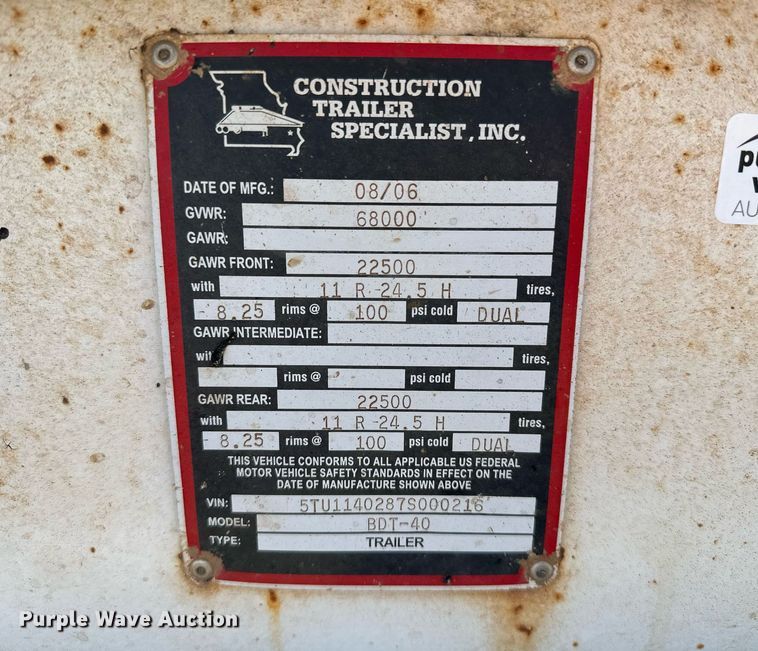 CONSTRUCTION
TRAILER
SPECIALIST, INC.
DATE OF MFG.: 08/06
GVWR: 68000
GAWR:
GAWR FRONT: 22500
with 11 R-24.5 H tires,
8.25 rims @ 100 psi cold DUAL
GAWR INTERMEDIATE:
with tires,
rims @ psi cold
GAWR REAR: 22500
with 11 R-24.5 H tires,
8.25 rims @ 100 psi cold DUAL
THIS VEHICLE CONFORMS TO ALL APPLICABLE US FEDERAL
MOTOR VEHICLE SAFETY STANDARDS IN EFFECT ON THE
DATE OF MANUFACTURE SHOWN ABOVE
VIN: 5TU1140287S000216
MODEL: BDT-40
TYPE: TRAILER
Purple Wave Auction